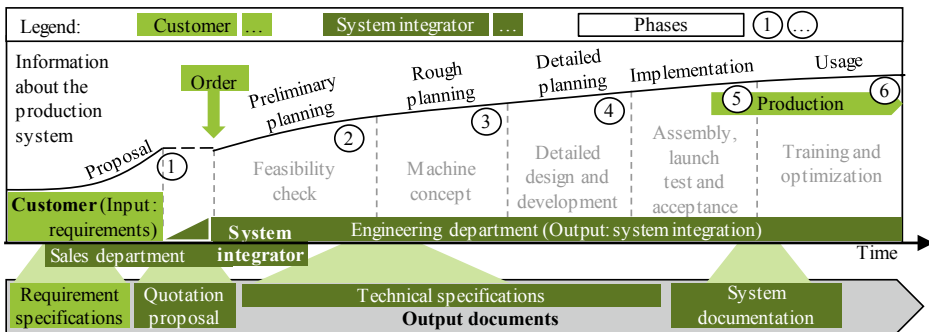 Legend:
Customer
…
System integrator
…
Phases
1
…
Information
about the
production
system
Order
Proposal
1
Preliminary
planning
2
Feasibility
check
Rough
planning
3
Machine
concept
Detailed
planning
4
Detailed
design and
development
Implementation
5
Assembly,
launch
test and
acceptance
Usage
6
Production
Training and
optimization
Customer (Input:
requirements)
System
integrator
Engineering department (Output: system integration)
Sales department
Time
Requirement
specifications
Quotation
proposal
Technical specifications
System
documentation
Output documents